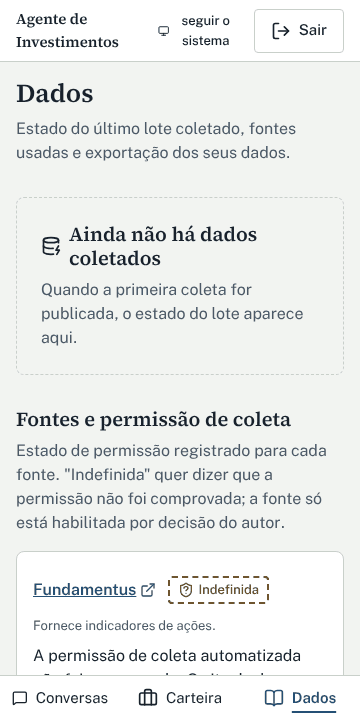 Agente de
Investimentos
seguir o
sistema
Sair
Dados
Estado do último lote coletado, fontes
usadas e exportação dos seus dados.
Ainda não há dados
coletados
Quando a primeira coleta for
publicada, o estado do lote aparece
aqui.
Fontes e permissão de coleta
Estado de permissão registrado para cada
fonte. "Indefinida" quer dizer que a
permissão não foi comprovada; a fonte só
está habilitada por decisão do autor.
Fundamentus
Indefinida
Fornece indicadores de ações.
A permissão de coleta automatizada
Conversas
Carteira
Dados